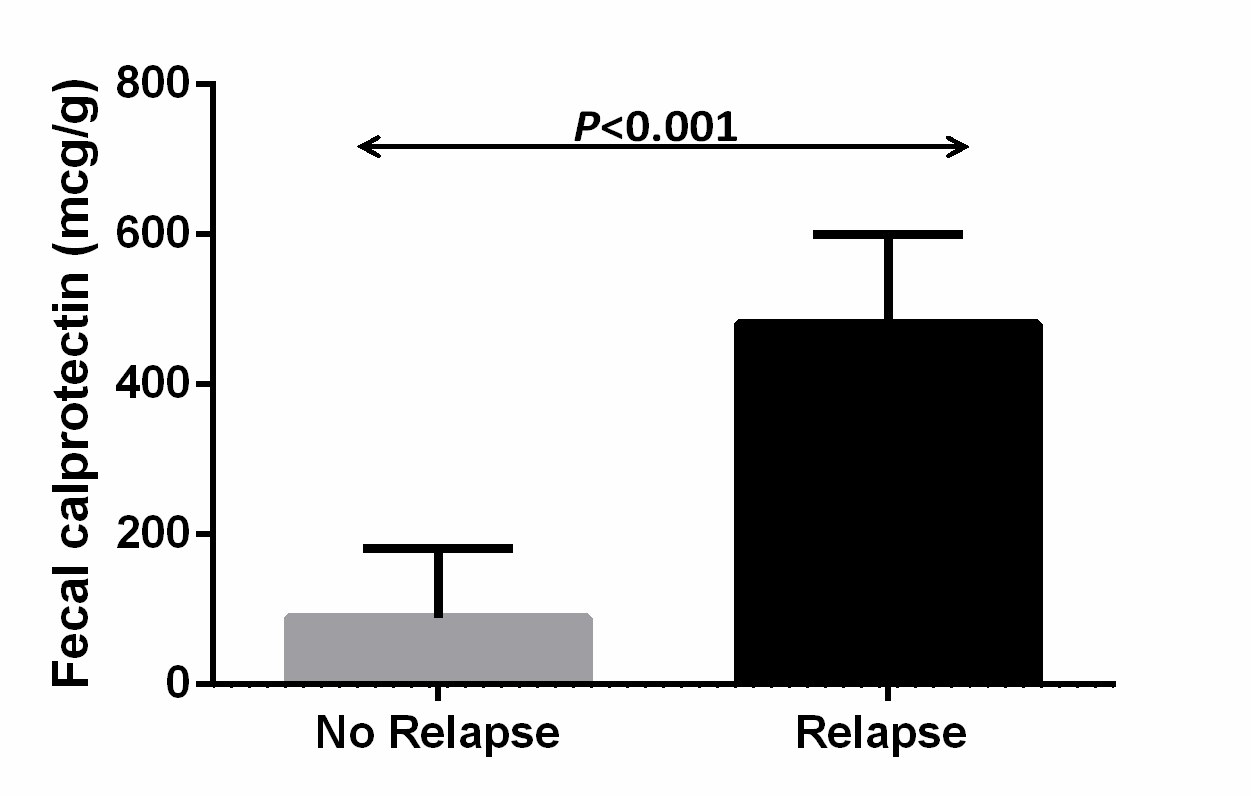 Fecal calprotectin (mcg/g)
800
600
400
200
0
P<0.001
No Relapse
Relapse